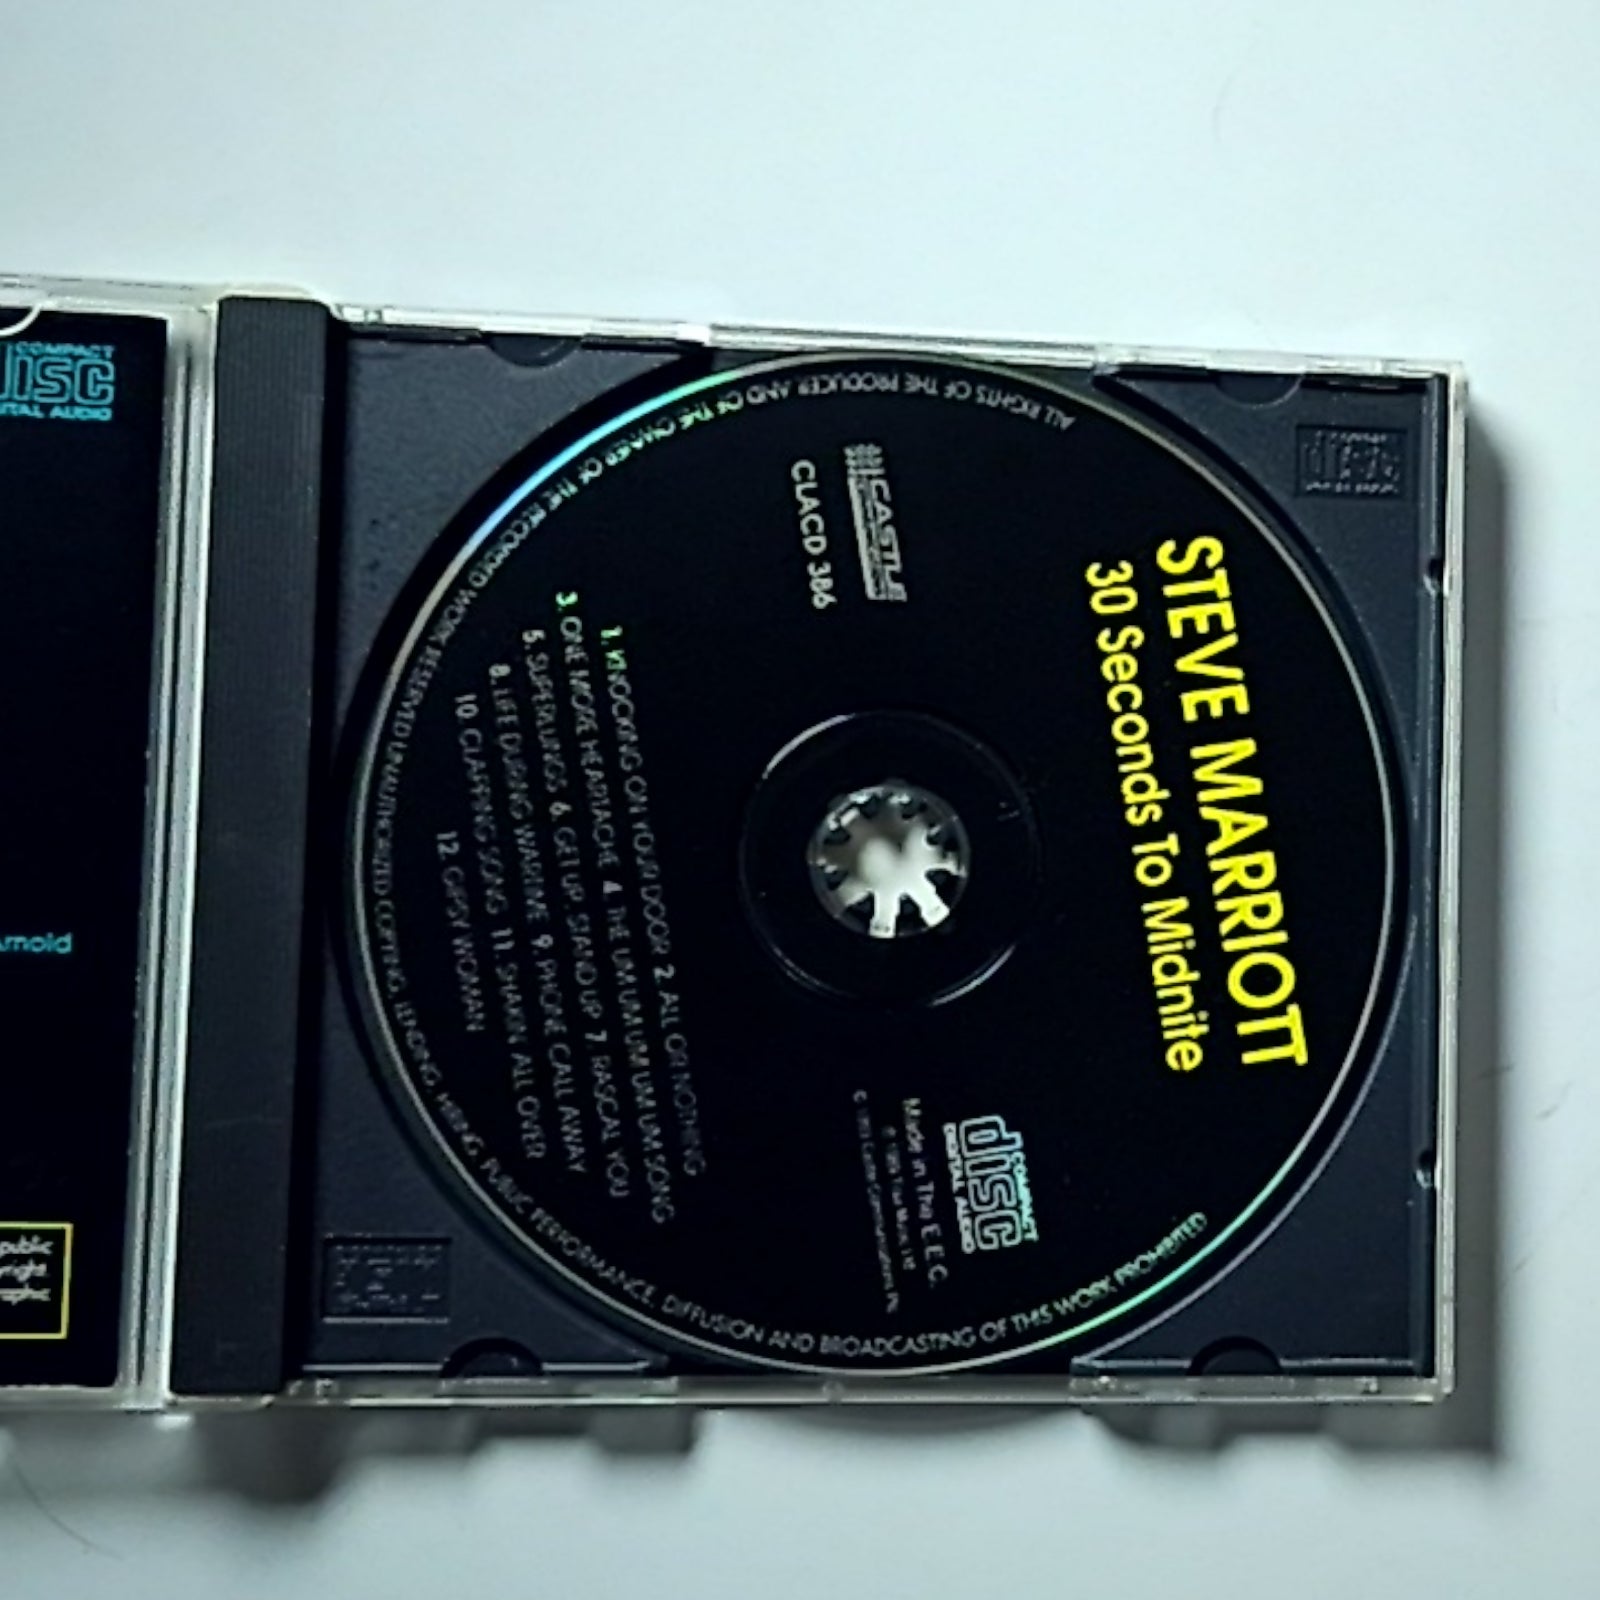 COMPACT
DISC
DIGITAL AUDIO
Arnold
public
STEVE MARRIOTT
30 Seconds To Midnite
CASTLE
CLACD 386
COMPACT
disc
DIGITAL AUDIO
Made in The E.E.C.
1. KNOCKING ON YOUR DOOR 2. ALL OR NOTHING
3. ONE MORE HEARTACHE 4. THE UM UM UM UM UM SONG
5. SUPERLUNGS 6. GET UP, STAND UP 7. RASCAL YOU
8. LIFE DURING WARTIME 9. PHONE CALL AWAY
10. CLAPPING SONG 11. SHAKIN ALL OVER
12. GIPSY WOMAN
ALL RIGHTS OF THE PRODUCER AND OF THE OWNER OF THE RECORDED WORK RESERVED UNAUTHORIZED COPYING, LENDING, HIRING, PUBLIC PERFORMANCE, DIFFUSION AND BROADCASTING OF THIS WORK PROHIBITED